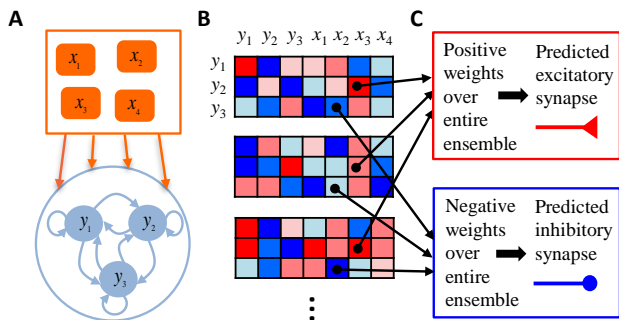 A
x1
x2
x3
x4
y1
y2
y3
B
y1 y2 y3 x1 x2 x3 x4
y1
y2
y3
⋮
C
Positive weights over entire ensemble
Predicted excitatory synapse
Negative weights over entire ensemble
Predicted inhibitory synapse